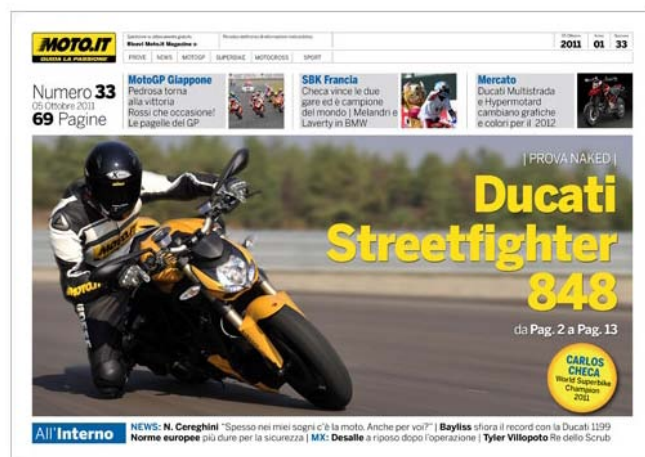 MOTO.IT
GUIDA LA PASSIONE
Ricevi Moto.it Magazine
PROVE NEWS MOTOGP SUPERBIKE MOTOCROSS SPORT
2011 01 33
Numero 33
05 Ottobre 2011
69 Pagine
MotoGP Giappone
Pedrosa torna
alla vittoria
Rossi che occasione!
Le pagelle del GP
SBK Francia
Checa vince le due
gare ed è campione
del mondo | Melandri e
Laverty in BMW
Mercato
Ducati Multistrada
e Hypermotard
cambiano grafiche
e colori per il 2012
| PROVA NAKED |
Ducati
Streetfighter
848
da Pag. 2 a Pag. 13
MOTO.IT
CARLOS
CHECA
World Superbike
Champion
2011
All'Interno
NEWS: N. Cereghini "Spesso nei miei sogni c'è la moto. Anche per voi?" | Bayliss sfiora il record con la Ducati 1199
Norme europee più dure per la sicurezza | MX: Desalle a riposo dopo l'operazione | Tyler Villopoto Re dello Scrub